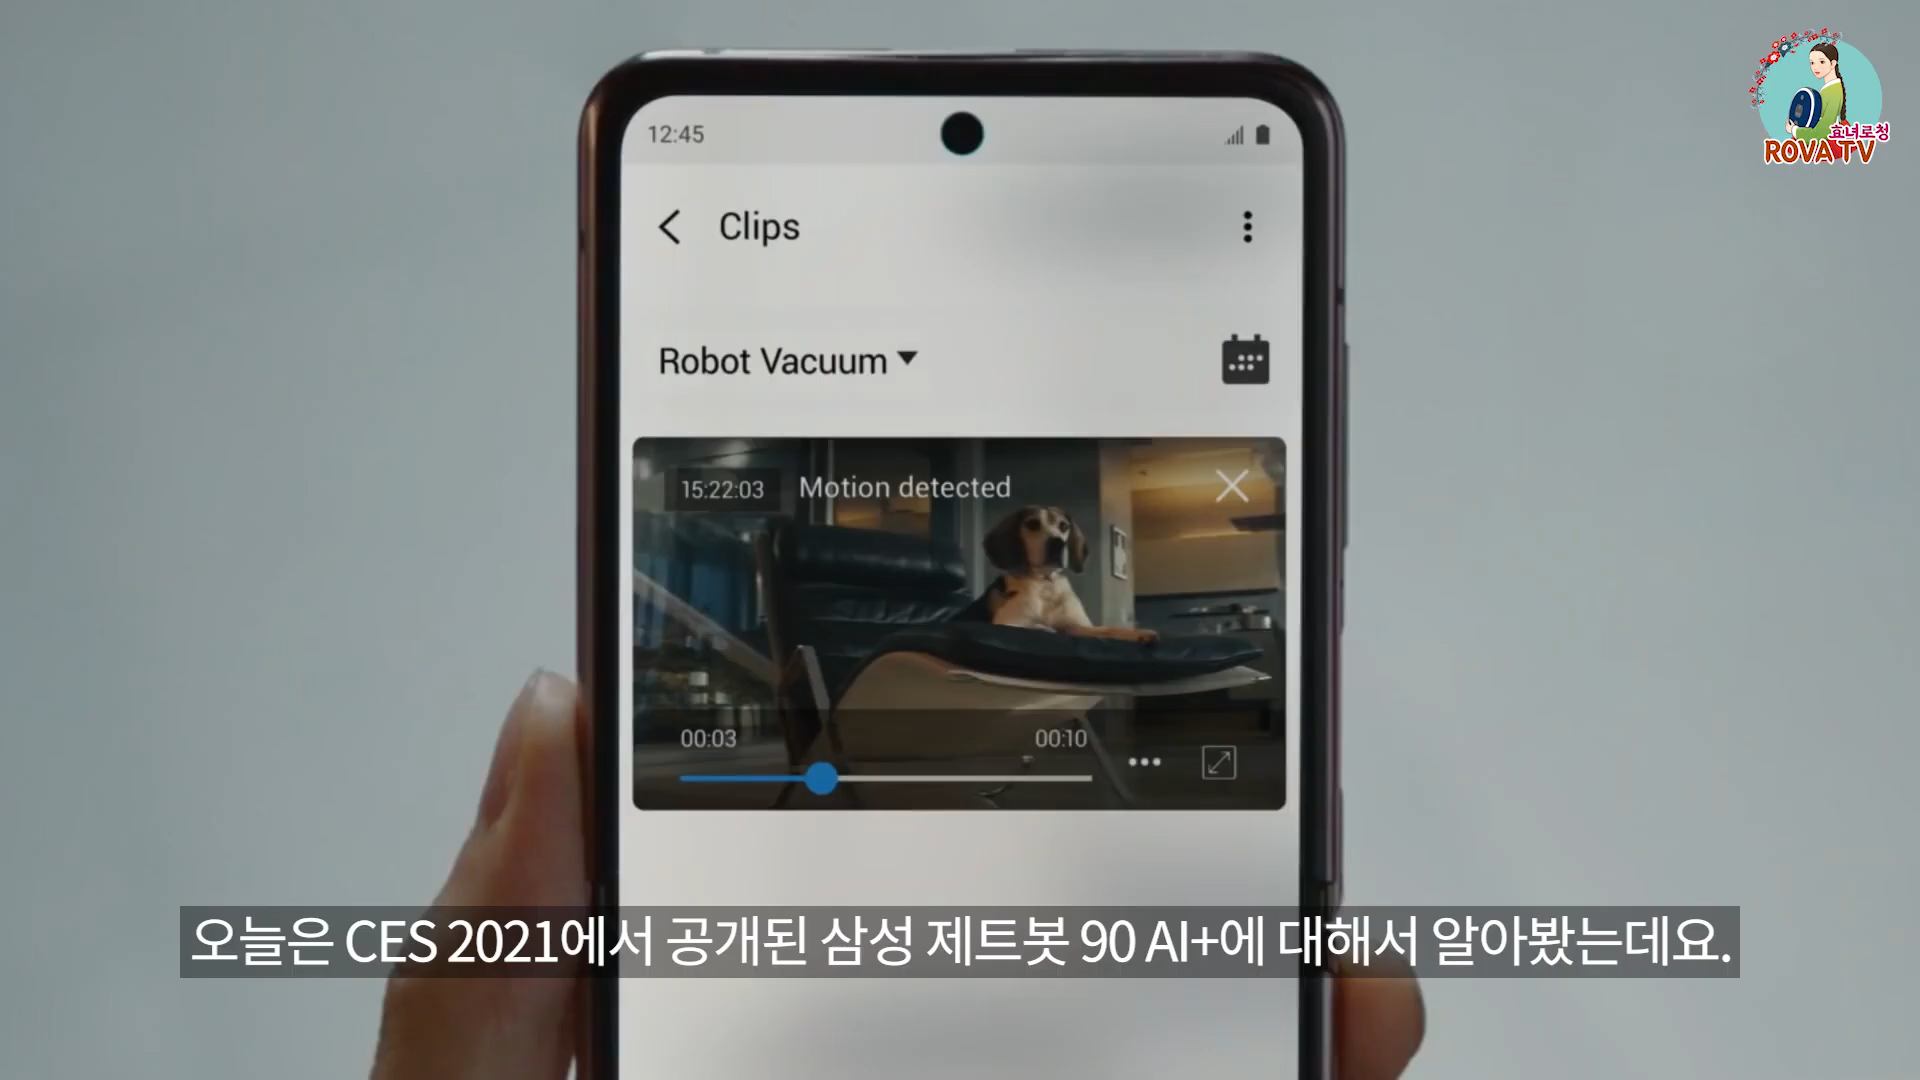 효녀로청
ROVA TV
12:45
Clips
Robot Vacuum
15:22:03 Motion detected
00:03 00:10
오늘은 CES 2021에서 공개된 삼성 제트봇 90 AI+에 대해서 알아봤는데요.